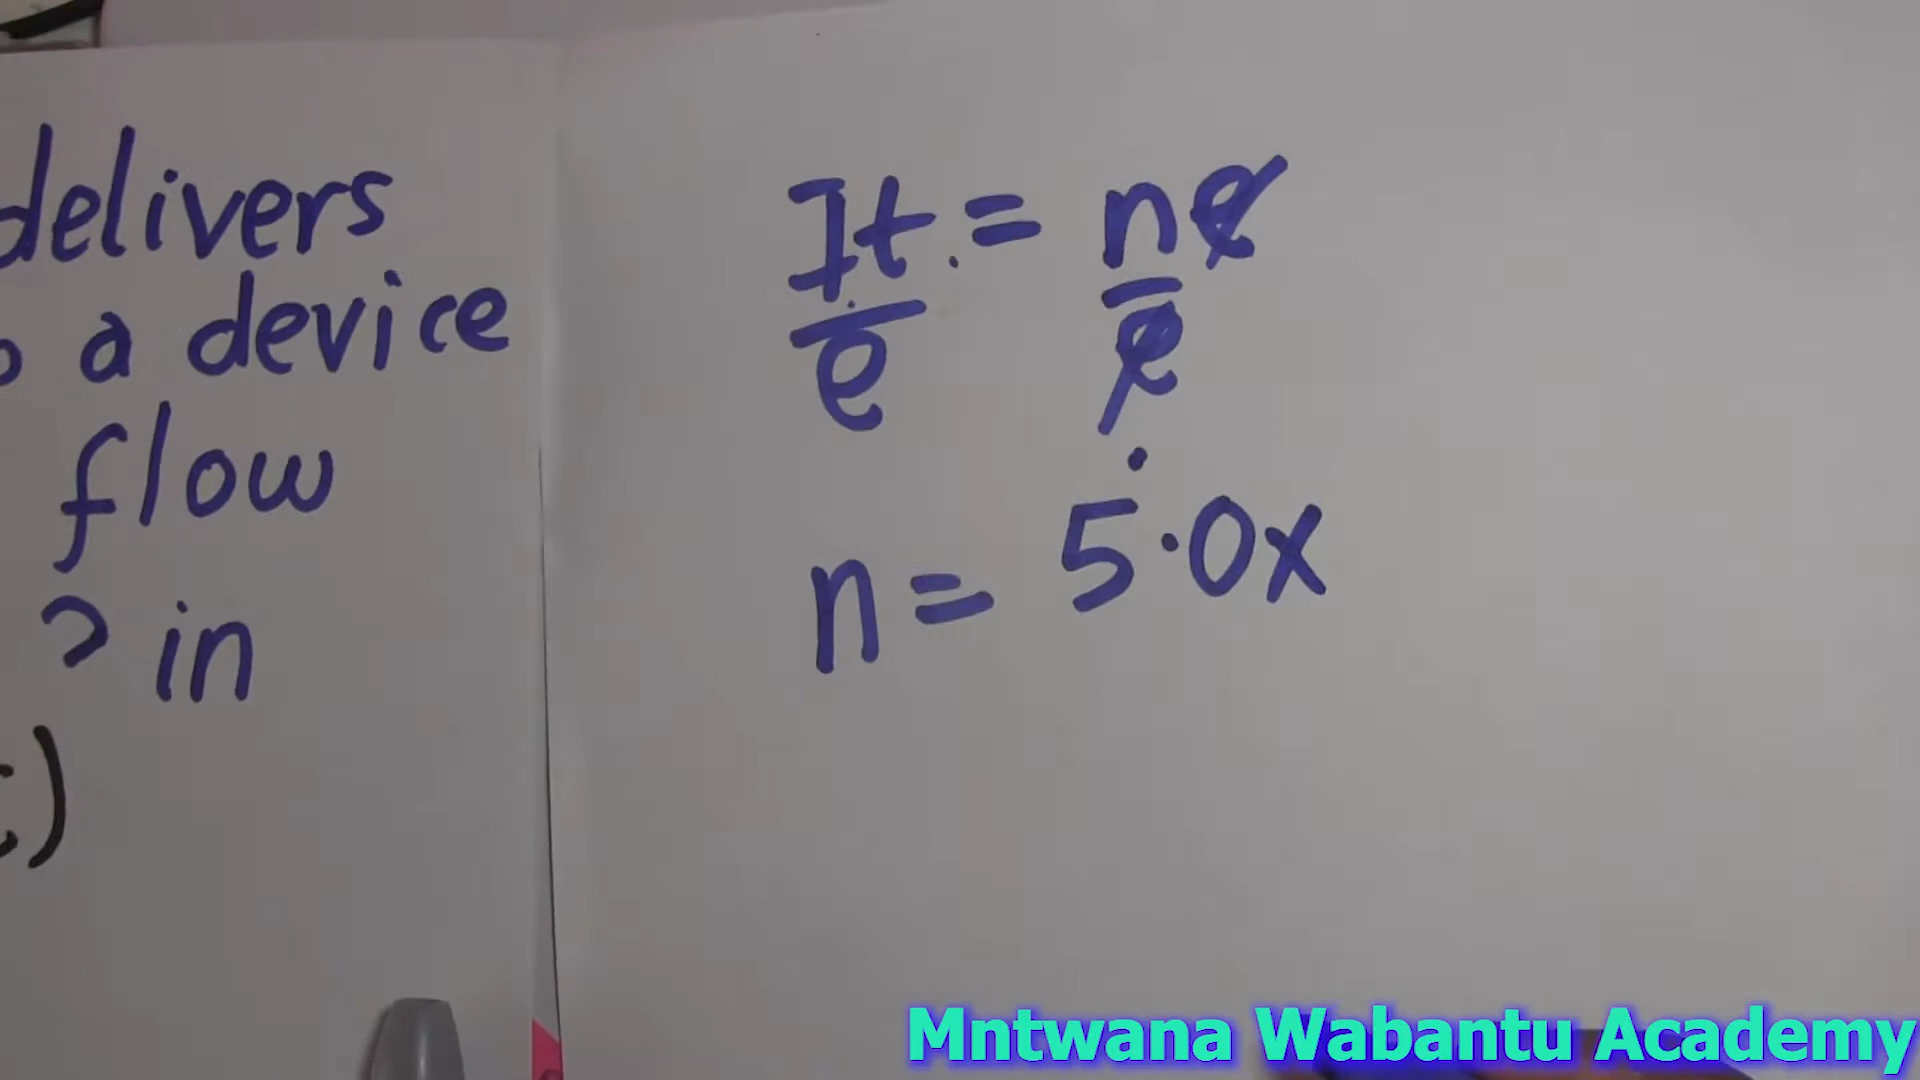 delivers
a device
flow
? in
)
It = ne
e e
n = 5.0x
Mntwana Wabantu Academy